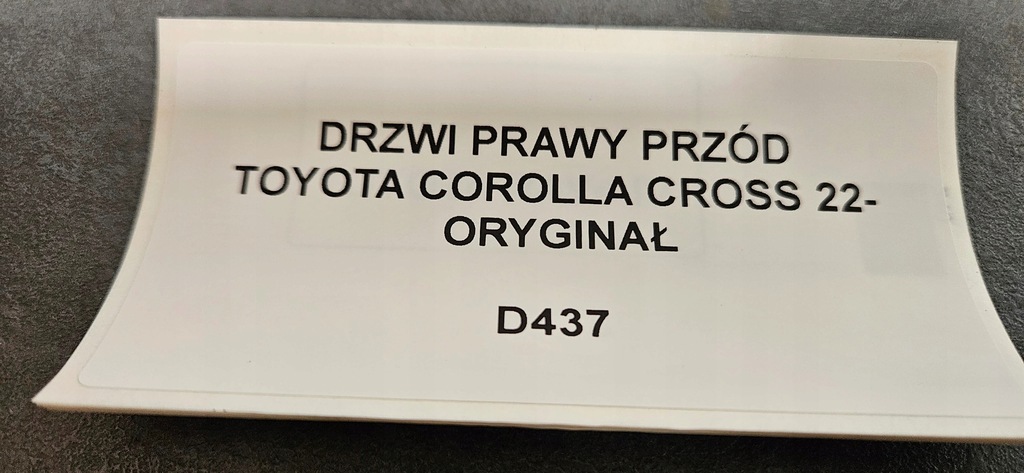 DRZWI PRAWY PRZÓD
TOYOTA COROLLA CROSS 22-
ORYGINAŁ
D437